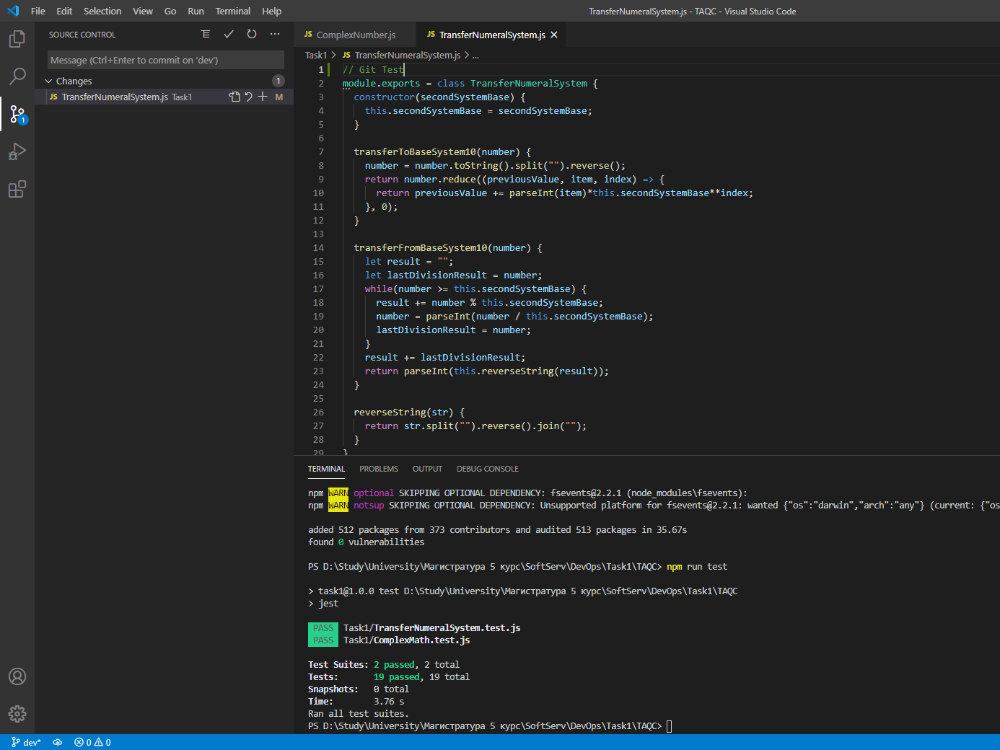 File Edit Selection View Go Run Terminal Help TransferNumeralSystem.js - TAQC - Visual Studio Code
SOURCE CONTROL
Message (Ctrl+Enter to commit on 'dev')
Changes 1
JS TransferNumeralSystem.js Task1 M
1
JS ComplexNumber.js JS TransferNumeralSystem.js
Task1 > JS TransferNumeralSystem.js > ...
1 // Git Test
2 module.exports = class TransferNumeralSystem {
3 constructor(secondSystemBase) {
4 this.secondSystemBase = secondSystemBase;
5 }
6
7 transferToBaseSystem10(number) {
8 number = number.toString().split("").reverse();
9 return number.reduce((previousValue, item, index) => {
10 return previousValue += parseInt(item)*this.secondSystemBase**index;
11 }, 0);
12 }
13
14 transferFromBaseSystem10(number) {
15 let result = "";
16 let lastDivisionResult = number;
17 while(number >= this.secondSystemBase) {
18 result += number % this.secondSystemBase;
19 number = parseInt(number / this.secondSystemBase);
20 lastDivisionResult = number;
21 }
22 result += lastDivisionResult;
23 return parseInt(this.reverseString(result));
24 }
25
26 reverseString(str) {
27 return str.split("").reverse().join("");
28 }
29 }
TERMINAL PROBLEMS OUTPUT DEBUG CONSOLE
npm WARN optional SKIPPING OPTIONAL DEPENDENCY: fsevents@2.2.1 (node_modules\fsevents):
npm WARN notsup SKIPPING OPTIONAL DEPENDENCY: Unsupported platform for fsevents@2.2.1: wanted {"os":"darwin","arch":"any"} (current: {"os
added 512 packages from 373 contributors and audited 513 packages in 35.67s
found 0 vulnerabilities
PS D:\Study\University\Магистратура 5 курс\SoftServ\DevOps\Task1\TAQC> npm run test
> task1@1.0.0 test D:\Study\University\Магистратура 5 курс\SoftServ\DevOps\Task1\TAQC
> jest
PASS Task1/TransferNumeralSystem.test.js
PASS Task1/ComplexMath.test.js
Test Suites: 2 passed, 2 total
Tests: 19 passed, 19 total
Snapshots: 0 total
Time: 3.76 s
Ran all test suites.
PS D:\Study\University\Магистратура 5 курс\SoftServ\DevOps\Task1\TAQC>
dev* 0 0